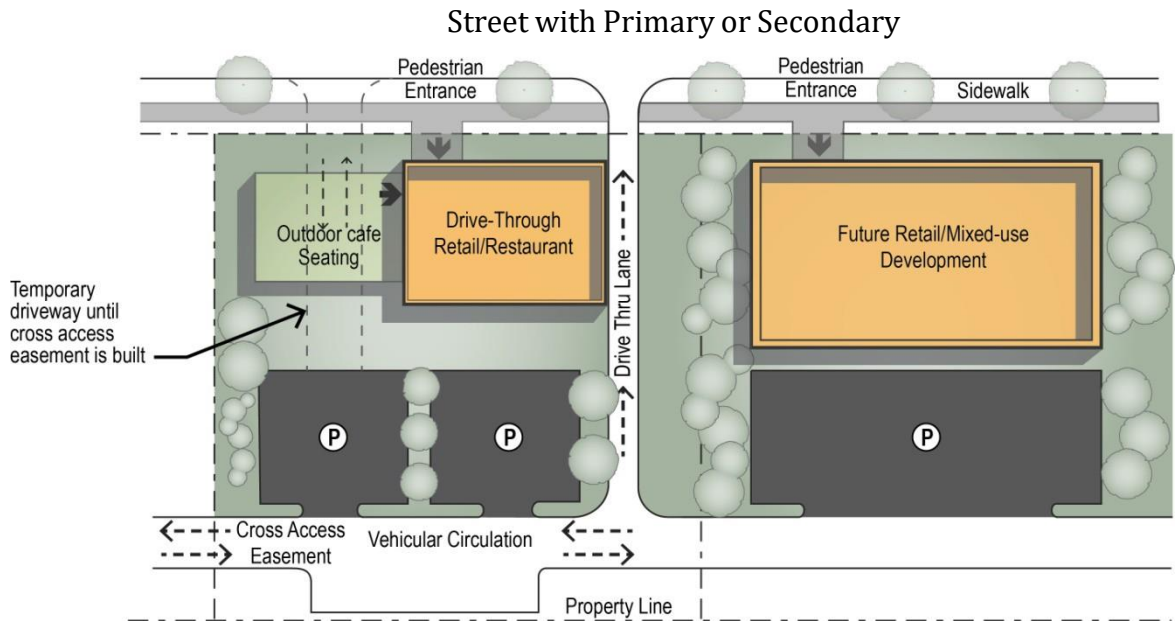 Street with Primary or Secondary
Pedestrian
Entrance
Pedestrian
Entrance
Sidewalk
Outdoor cafe
Seating
Drive-Through
Retail/Restaurant
Drive Thru Lane
Future Retail/Mixed-use
Development
Temporary
driveway until
cross access
easement is built
P
P
P
Cross Access
Easement
Vehicular Circulation
Property Line